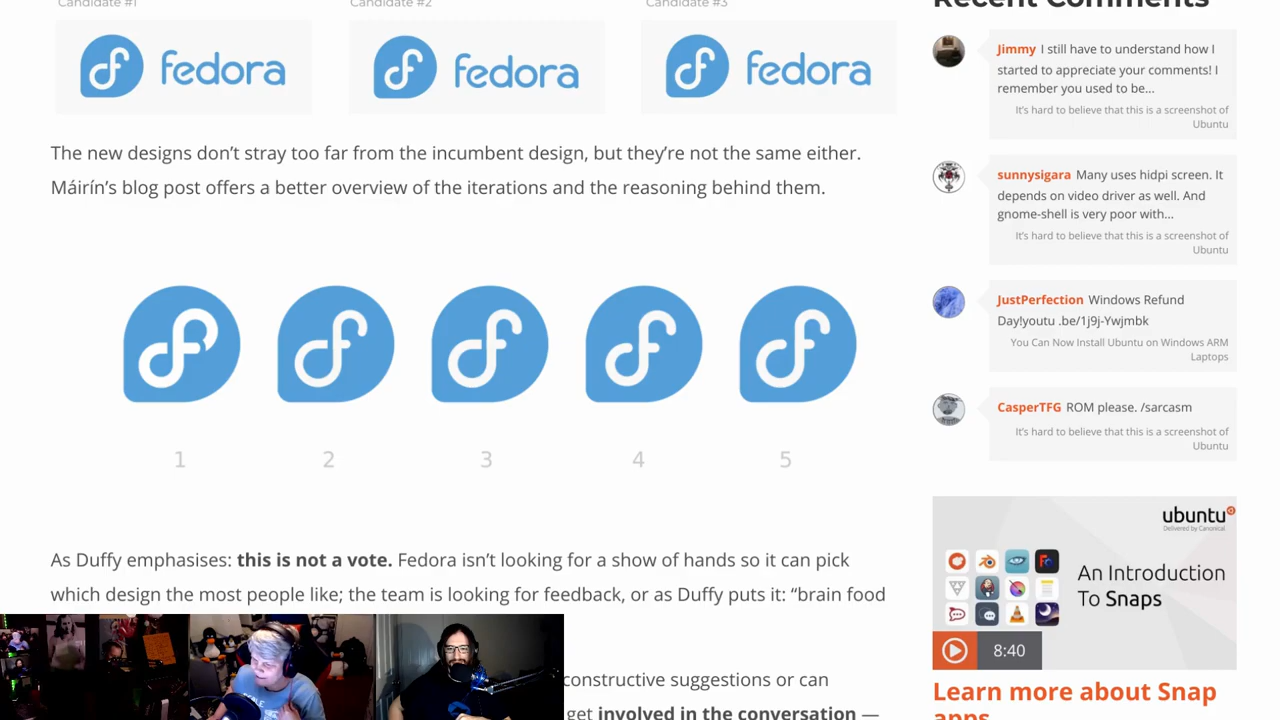 Candidate #1
Candidate #2
Candidate #3
fedora
fedora
fedora
The new designs don't stray too far from the incumbent design, but they're not the same either.
Máirín's blog post offers a better overview of the iterations and the reasoning behind them.
1
2
3
4
5
As Duffy emphasises: this is not a vote. Fedora isn't looking for a show of hands so it can pick
which design the most people like; the team is looking for feedback, or as Duffy puts it: “brain food
constructive suggestions or can
get involved in the conversation —
Recent Comments
Jimmy I still have to understand how I
started to appreciate your comments! I
remember you used to be...
It's hard to believe that this is a screenshot of
Ubuntu
sunnysigara Many uses hidpi screen. It
depends on video driver as well. And
gnome-shell is very poor with...
It's hard to believe that this is a screenshot of
Ubuntu
JustPerfection Windows Refund
Day!youtu .be/1j9j-Ywjmbk
You Can Now Install Ubuntu on Windows ARM
Laptops
CasperTFG ROM please. /sarcasm
It's hard to believe that this is a screenshot of
Ubuntu
ubuntu
Delivered by Canonical
An Introduction
To Snaps
8:40
Learn more about Snap
apps